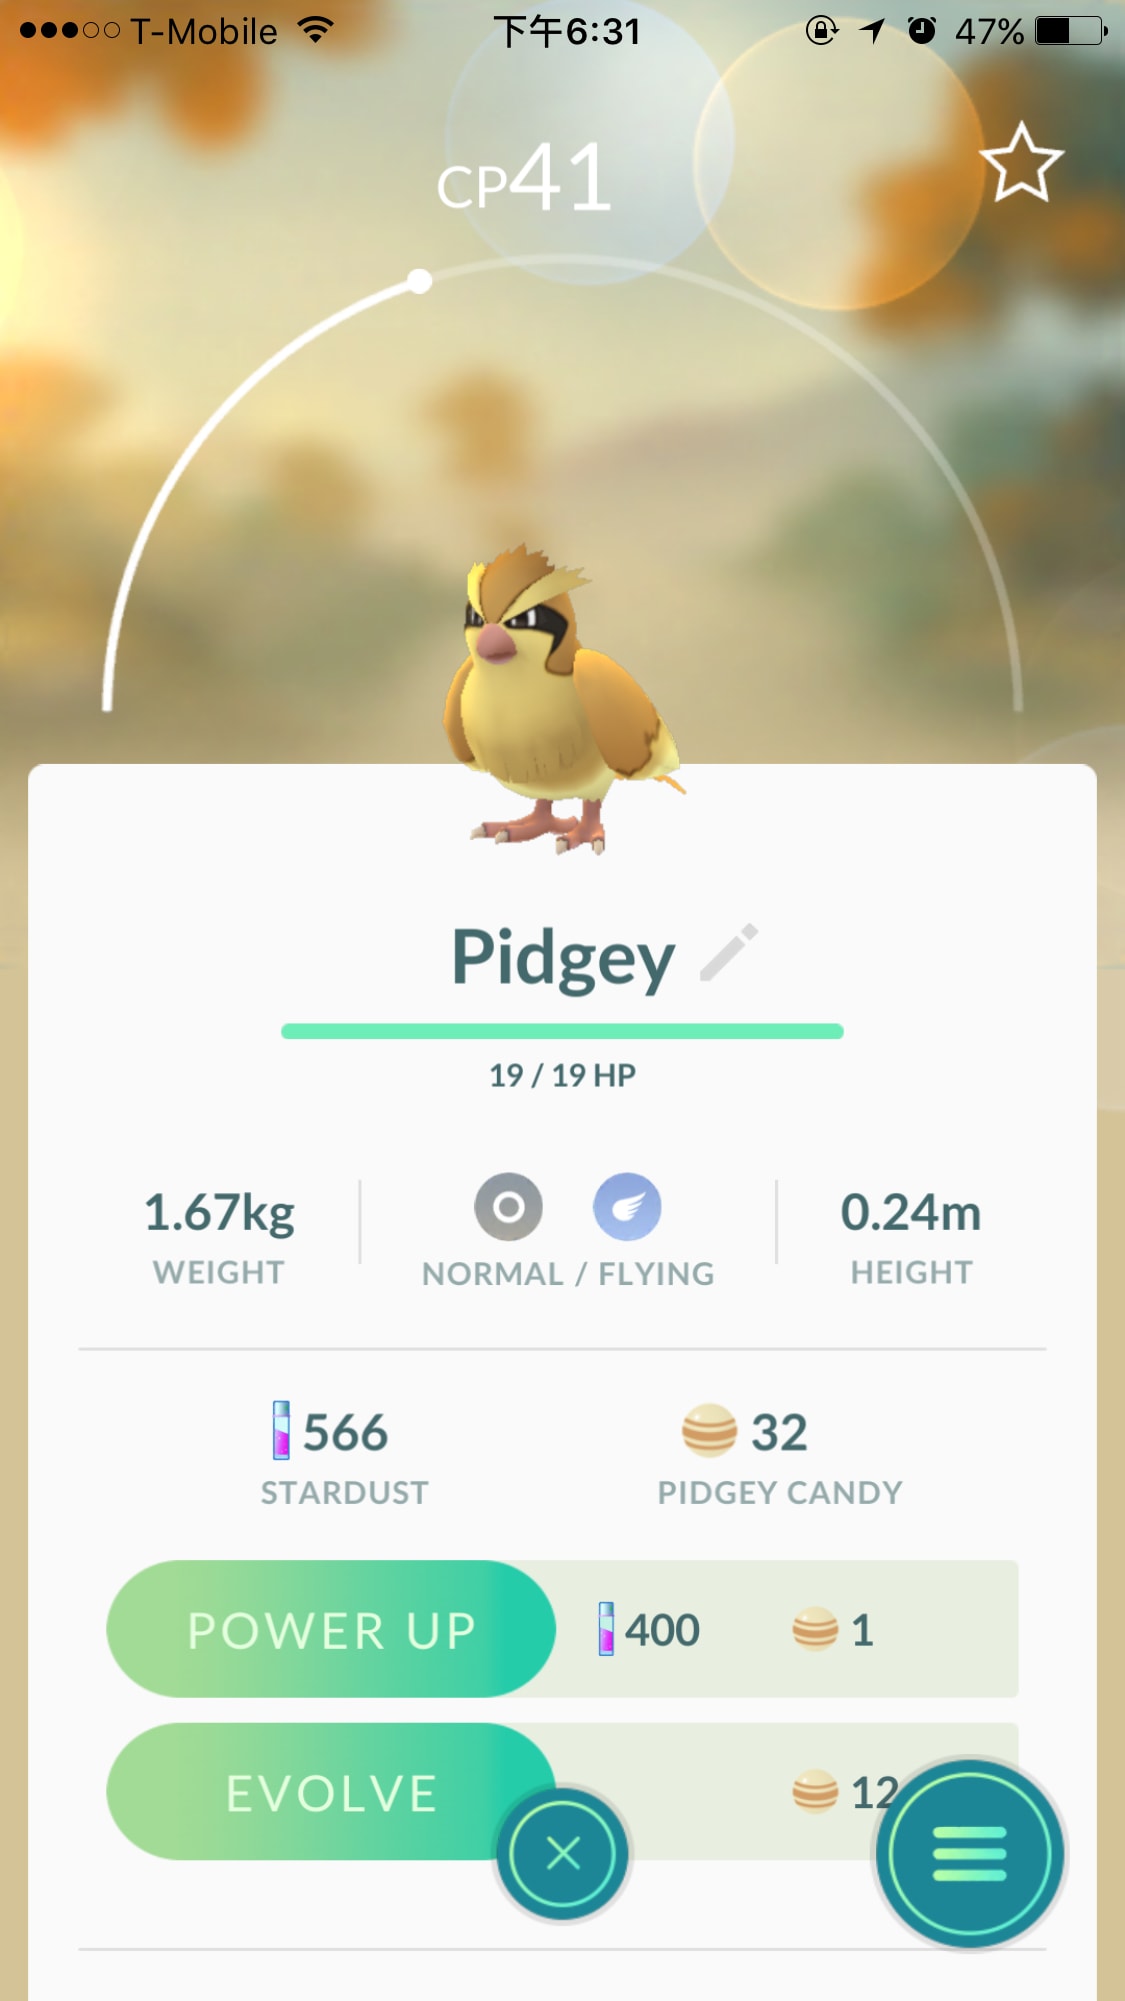 T-Mobile 下午6:31 47%
CP41
Pidgey
19 / 19 HP
1.67kg NORMAL / FLYING 0.24m
WEIGHT HEIGHT
566 32
STARDUST PIDGEY CANDY
POWER UP 400 1
EVOLVE 12